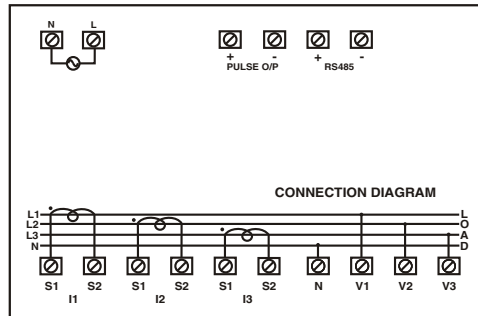 N L
+ - + -
PULSE O/P RS485
CONNECTION DIAGRAM
L1 L
L2 O
L3 A
N D
S1 S2 S1 S2 S1 S2 N V1 V2 V3
I1 I2 I3